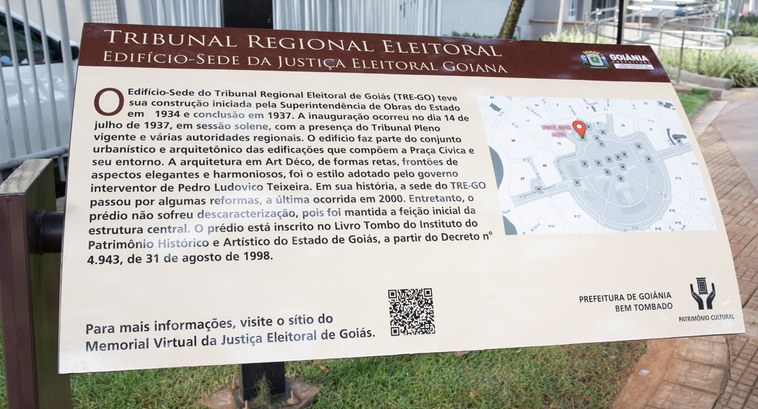 TRIBUNAL REGIONAL ELEITORAL
EDIFÍCIO-SEDE DA JUSTIÇA ELEITORAL GOIANA
GOIÂNIA
O Edifício-Sede do Tribunal Regional Eleitoral de Goiás (TRE-GO) teve
sua construção iniciada pela Superintendência de Obras do Estado
em 1934 e conclusão em 1937. A inauguração ocorreu no dia 14 de
julho de 1937, em sessão solene, com a presença do Tribunal Pleno
vigente e várias autoridades regionais. O edifício faz parte do conjunto
urbanístico e arquitetônico das edificações que compõem a Praça Cívica e
seu entorno. A arquitetura em Art Déco, de formas retas, frontões de
aspectos elegantes e harmoniosos, foi o estilo adotado pelo governo
interventor de Pedro Ludovico Teixeira. Em sua história, a sede do TRE-GO
passou por algumas reformas, a última ocorrida em 2000. Entretanto, o
prédio não sofreu descaracterização, pois foi mantida a feição inicial da
estrutura central. O prédio está inscrito no Livro Tombo do Instituto do
Patrimônio Histórico e Artístico do Estado de Goiás, a partir do Decreto nº
4.943, de 31 de agosto de 1998.
Para mais informações, visite o sítio do
Memorial Virtual da Justiça Eleitoral de Goiás.
PREFEITURA DE GOIÂNIA
BEM TOMBADO
PATRIMÔNIO CULTURAL